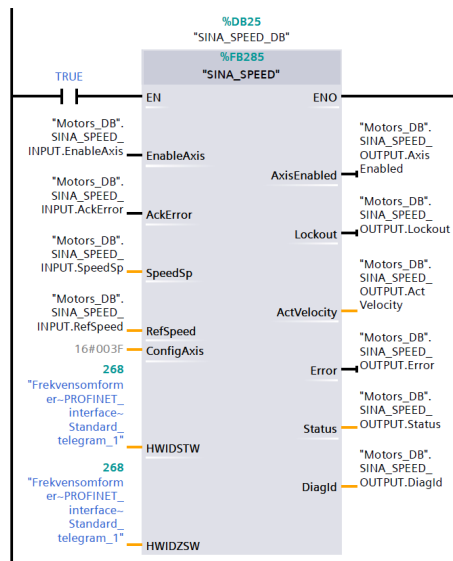 %DB25
"SINA_SPEED_DB"
%FB285
"SINA_SPEED"
TRUE
EN
ENO
"Motors_DB".
SINA_SPEED_
INPUT.EnableAxis
EnableAxis
"Motors_DB".
SINA_SPEED_
INPUT.AckError
AckError
"Motors_DB".
SINA_SPEED_
INPUT.SpeedSp
SpeedSp
"Motors_DB".
SINA_SPEED_
INPUT.RefSpeed
RefSpeed
16#003F
ConfigAxis
268
"Frekvensomform
er~PROFINET_
interface~
Standard_
telegram_1"
HWIDSTW
268
"Frekvensomform
er~PROFINET_
interface~
Standard_
telegram_1"
HWIDZSW
AxisEnabled
"Motors_DB".
SINA_SPEED_
OUTPUT.Axis
Enabled
Lockout
"Motors_DB".
SINA_SPEED_
OUTPUT.Lockout
ActVelocity
"Motors_DB".
SINA_SPEED_
OUTPUT.Act
Velocity
Error
"Motors_DB".
SINA_SPEED_
OUTPUT.Error
Status
"Motors_DB".
SINA_SPEED_
OUTPUT.Status
DiagId
"Motors_DB".
SINA_SPEED_
OUTPUT.DiagId